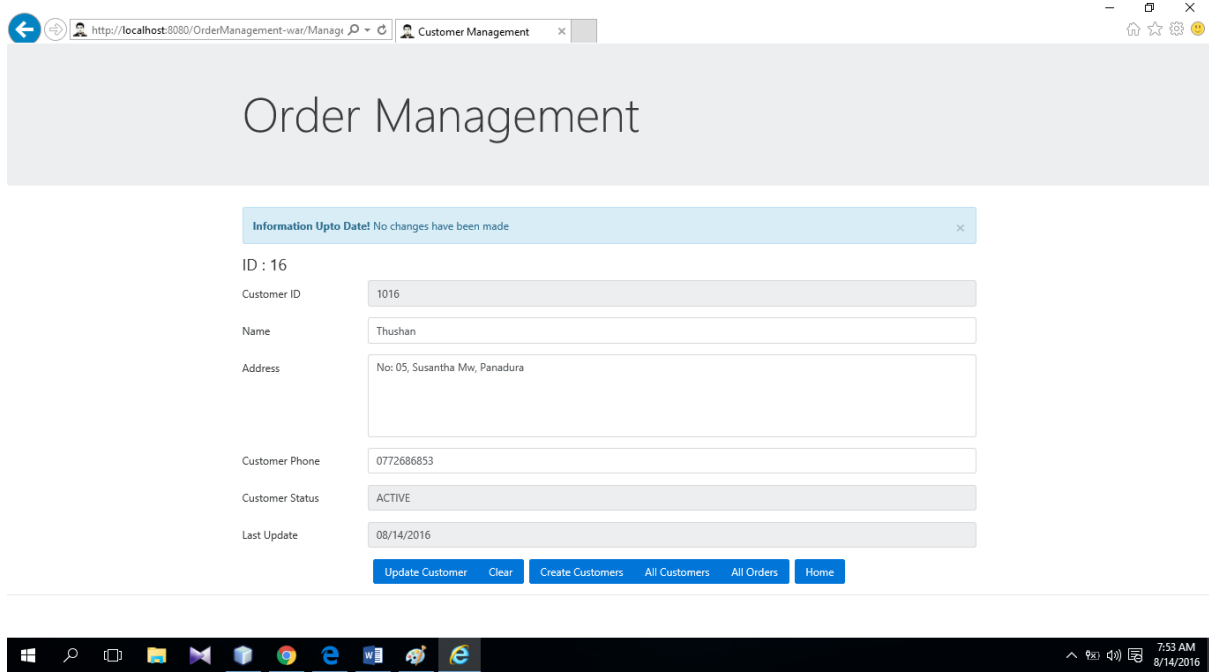 http://localhost:8080/OrderManagement-war/Manage
Customer Management
Order Management
Information Upto Date! No changes have been made
ID : 16
Customer ID 1016
Name Thushan
Address No: 05, Susantha Mw, Panadura
Customer Phone 0772686853
Customer Status ACTIVE
Last Update 08/14/2016
Update Customer Clear Create Customers All Customers All Orders Home
7:53 AM
8/14/2016